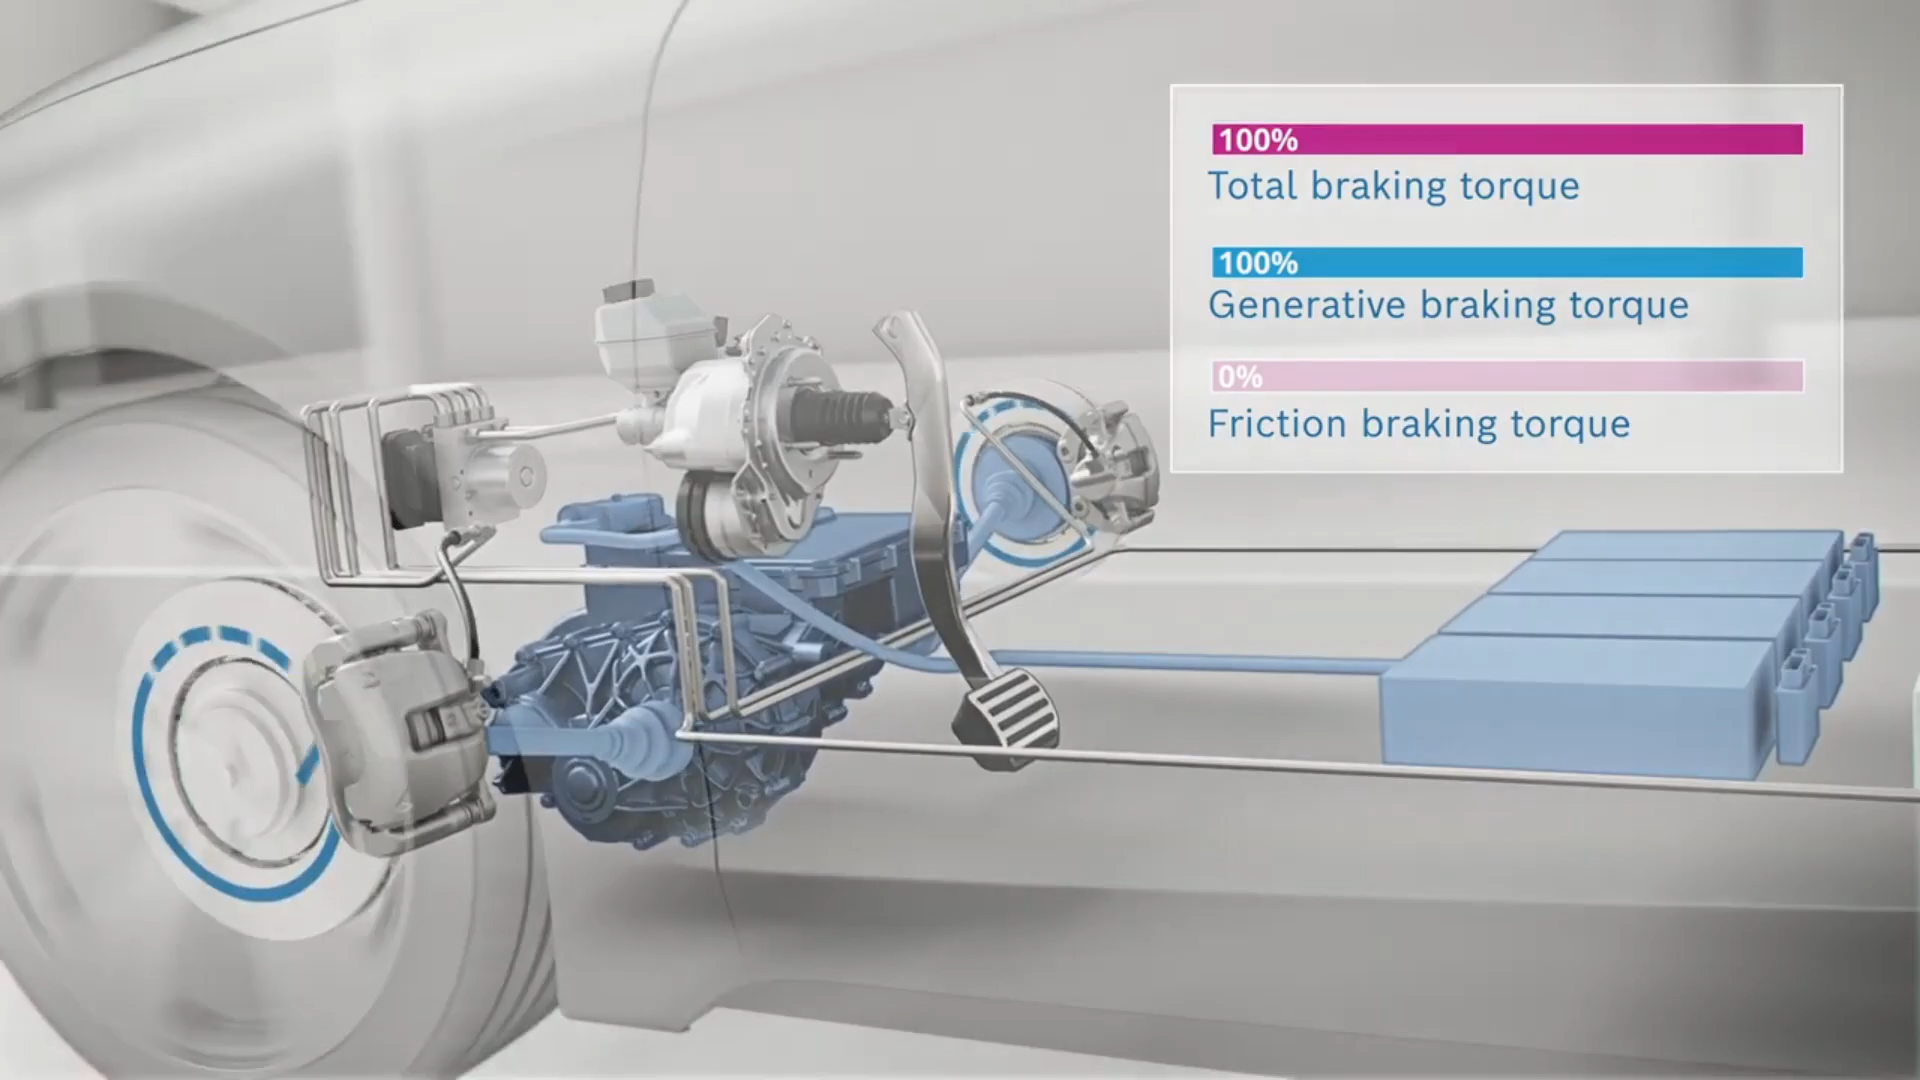 100%
Total braking torque
100%
Generative braking torque
0%
Friction braking torque